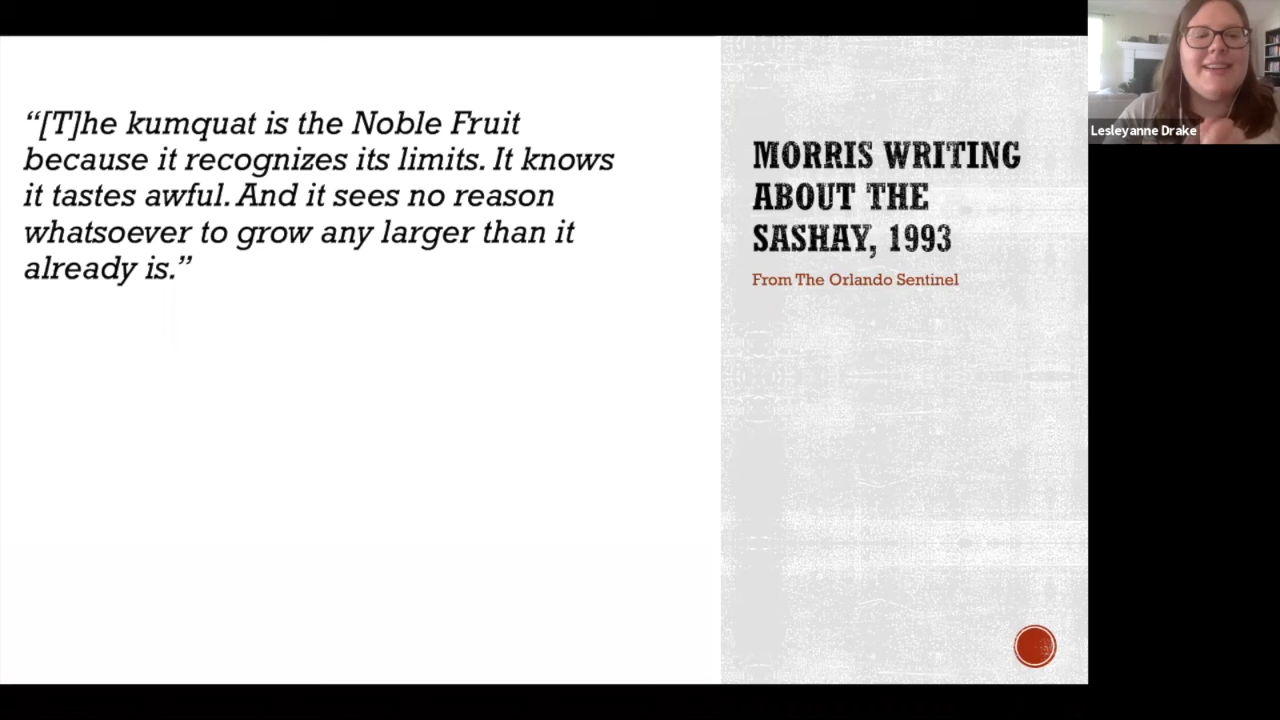 “[T]he kumquat is the Noble Fruit
because it recognizes its limits. It knows
it tastes awful. And it sees no reason
whatsoever to grow any larger than it
already is.”
MORRIS WRITING
ABOUT THE
SASHAY, 1993
From The Orlando Sentinel
Lesleyanne Drake